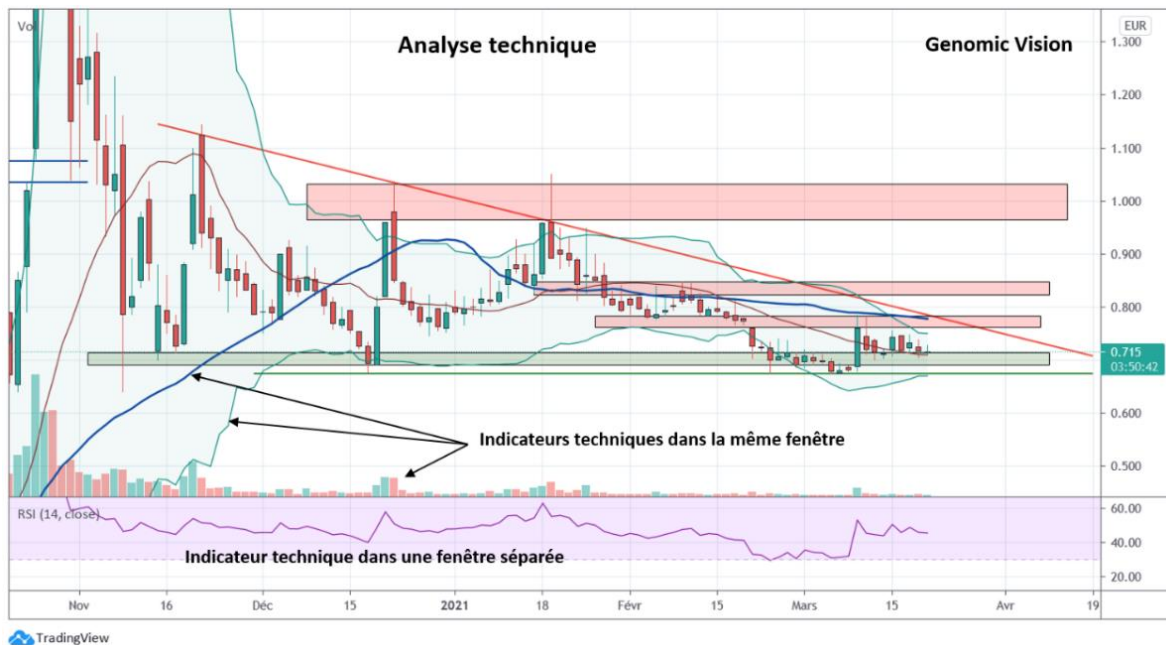 Vol
Analyse technique
Genomic Vision
EUR
1.300
1.200
1.100
1.000
0.900
0.800
0.715
03:50:42
0.600
0.500
Indicateurs techniques dans la même fenêtre
RSI (14, close)
60.00
40.00
20.00
Indicateur technique dans une fenêtre séparée
Nov
16
Déc
15
2021
18
Févr
15
Mars
15
Avr
19
TradingView